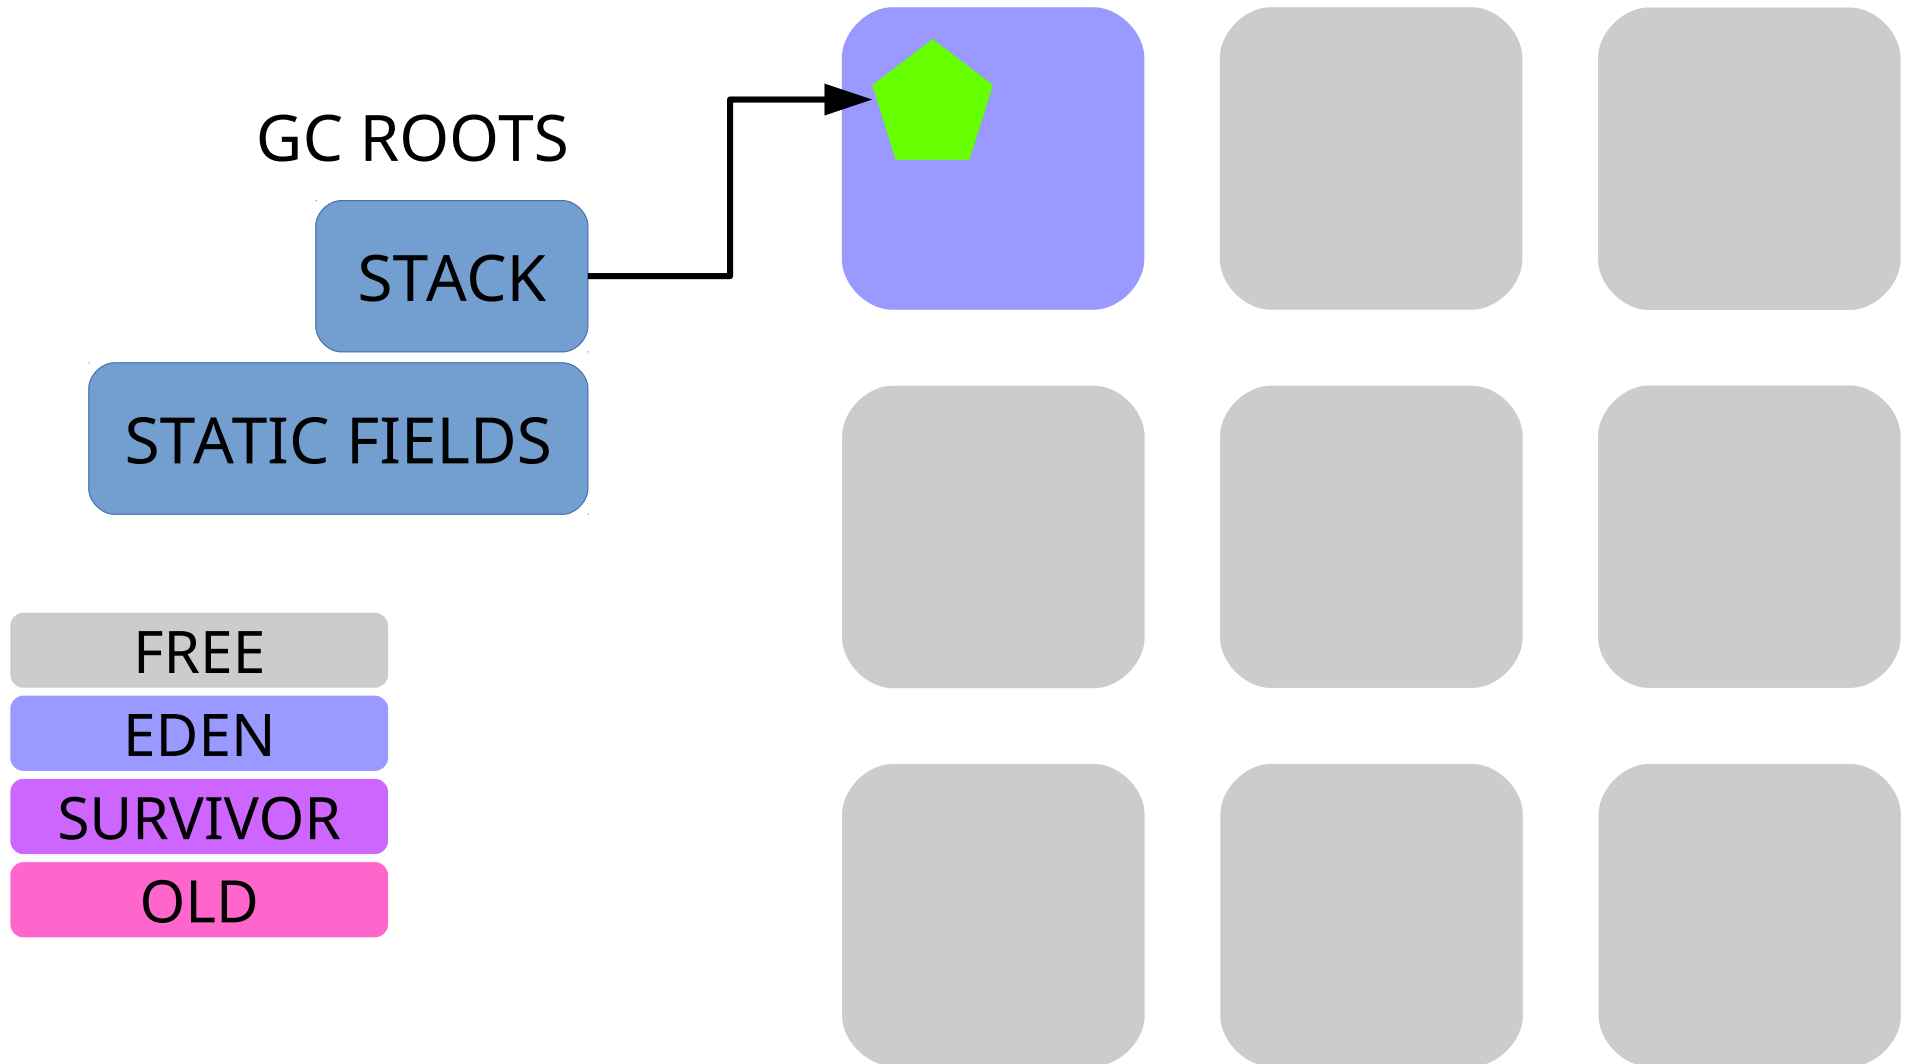 GC ROOTS
STACK
STATIC FIELDS
FREE
EDEN
SURVIVOR
OLD